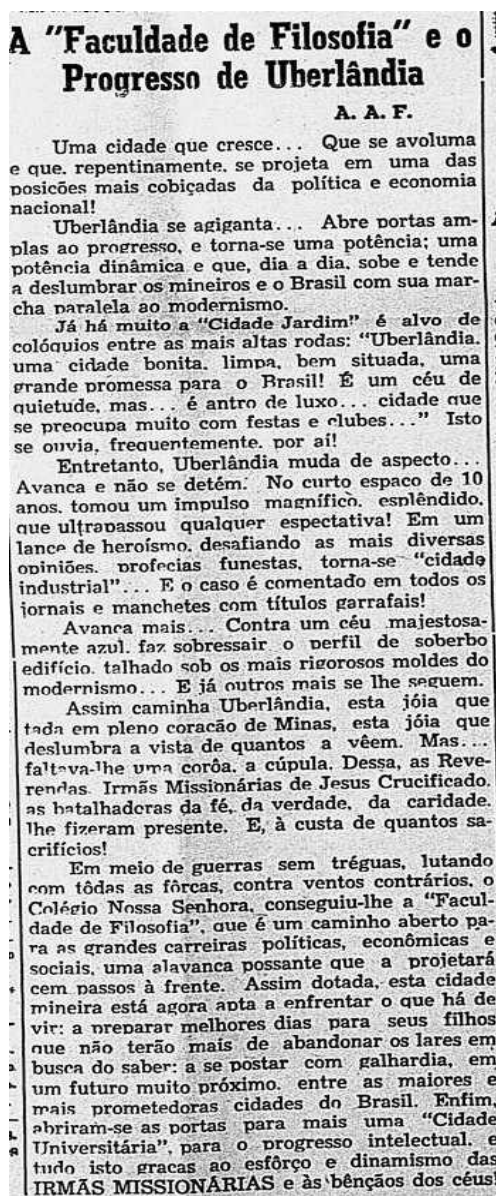 A "Faculdade de Filosofia" e o
Progresso de Uberlândia
A. A. F.
Uma cidade que cresce... Que se avoluma
e que, repentinamente, se projeta em uma das
posicões mais cobiçadas da política e economia
nacional!
Uberlândia se agiganta... Abre portas am-
plas ao progresso, e torna-se uma potência; uma
potência dinâmica e que, dia a dia, sobe e tende
a deslumbrar os mineiros e o Brasil com sua mar-
cha paralela ao modernismo.
Já há muito a "Cidade Jardim" é alvo de
colóquios entre as mais altas rodas: "Uberlândia,
uma cidade bonita, limpa, bem situada, uma
grande promessa para o Brasil! É um céu de
quietude, mas... é antro de luxo... cidade que
se preocupa muito com festas e clubes..." Isto
se ouvia, frequentemente, por aí!
Entretanto, Uberlândia muda de aspecto...
Avanca e não se detém. No curto espaco de 10
anos, tomou um impulso magnífico, esplêndido,
que ultrapassou qualquer espectativa! Em um
lance de heroísmo, desafiando as mais diversas
opiniões, profecias funestas, torna-se "cidade
industrial"... E o caso é comentado em todos os
jornais e manchetes com títulos garrafais!
Avanca mais... Contra um céu majestosa-
mente azul, faz sobressair o perfil de soberbo
edifício, talhado sob os mais rigorosos moldes do
modernismo... E já outros mais se lhe seguem.
Assim caminha Uberlândia, esta jóia que
tada em pleno coracão de Minas, esta jóia que
deslumbra a vista de quantos a vêem. Mas...
faltava-lhe uma corôa, a cúpula. Dessa, as Reve-
rendas Irmãs Missionárias de Jesus Crucificado,
as batalhadoras da fé, da verdade, da caridade,
lhe fizeram presente. E, à custa de quantos sa-
crifícios!
Em meio de guerras sem tréguas, lutando
com tôdas as fôrcas, contra ventos contrários, o
Colégio Nossa Senhora, conseguiu-lhe a "Facul-
dade de Filosofia", que é um caminho aberto pa-
ra as grandes carreiras políticas, econômicas e
sociais, uma alavanca possante que a projetará
cem passos à frente. Assim dotada, esta cidade
mineira está agora apta a enfrentar o que há de
vir: a preparar melhores dias para seus filhos
que não terão mais de abandonar os lares em
busca do saber; a se postar com galhardia, em
um futuro muito próximo, entre as maiores e
mais prometedoras cidades do Brasil. Enfim,
abriram-se as portas para mais uma "Cidade
Universitária", para o progresso intelectual, e
tudo isto gracas ao esfôrço e dinamismo das
IRMÃS MISSIONÁRIAS e às bênçãos dos céus